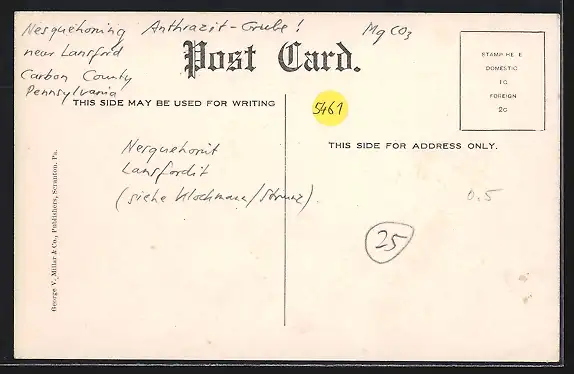 Nesquehoning Anthrazit-Grube! MgCO3
near Lansford
Carbon County
Pennsylvania
Post Card.
STAMP HERE
DOMESTIC
1C
FOREIGN
2C
THIS SIDE MAY BE USED FOR WRITING
5461
THIS SIDE FOR ADDRESS ONLY.
Nesquehonit
Lansfordit
(siehe Klockmann/Strunz).
0.5
25
George V. Millar & Co., Publishers, Scranton, Pa.